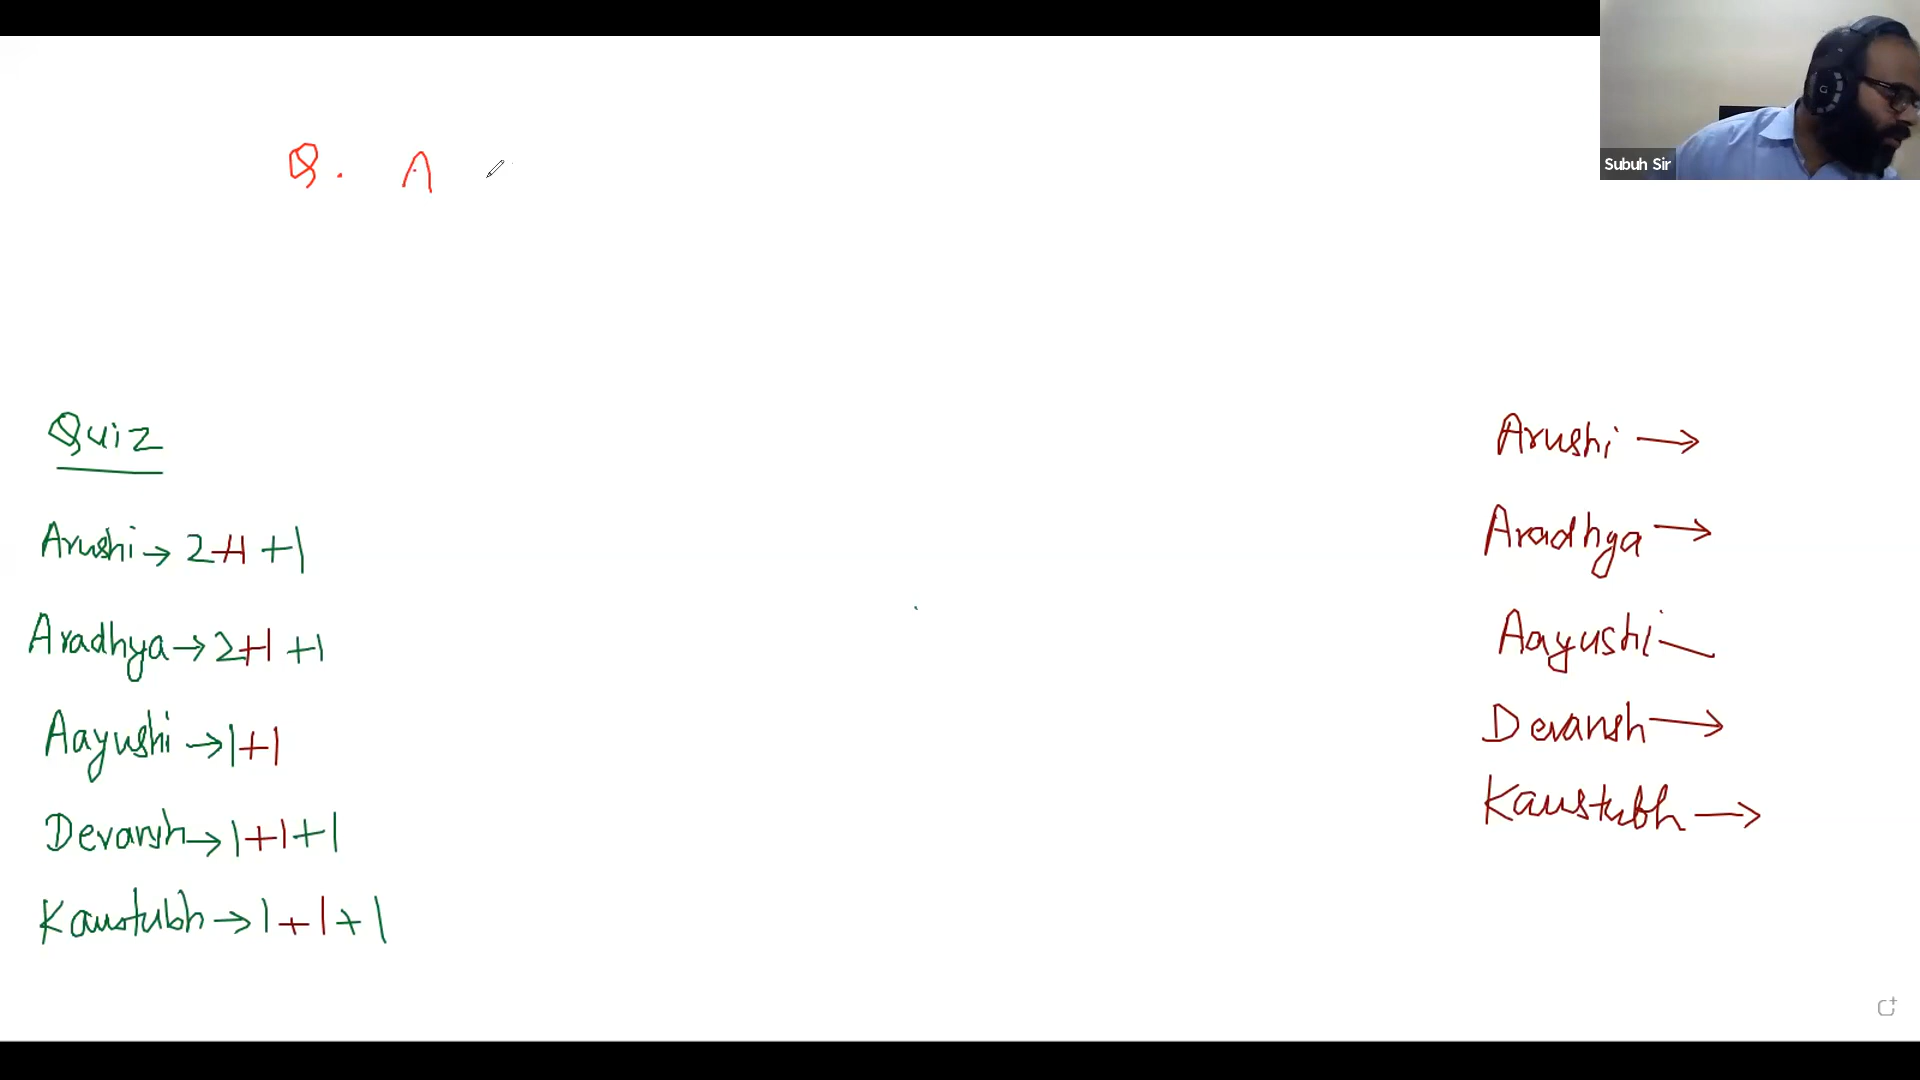 Subuh Sir
Q. A
Quiz
Arushi → 2+1 +1
Aradhya → 2+1 +1
Aayushi → 1+1
Devansh → 1+1+1
Kaustubh → 1+1+1
Arushi →
Aradhya →
Aayushi —
Devansh →
Kaustubh →